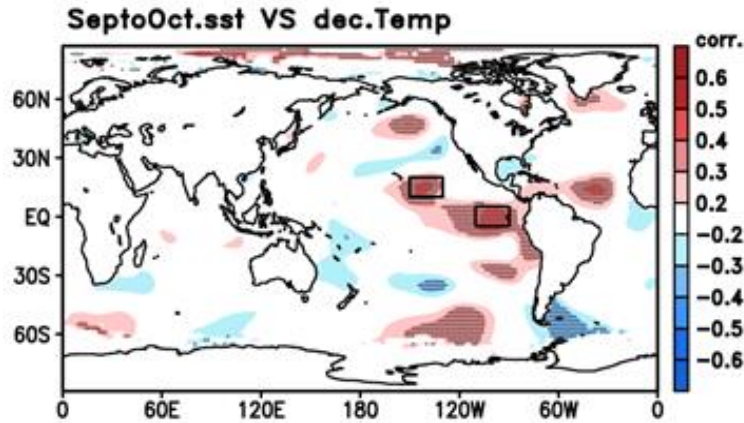 SeptoOct.sst VS dec.Temp
corr.
60N
30N
EQ
30S
60S
0 60E 120E 180 120W 60W 0
0.6
0.5
0.4
0.3
0.2
-0.2
-0.3
-0.4
-0.5
-0.6